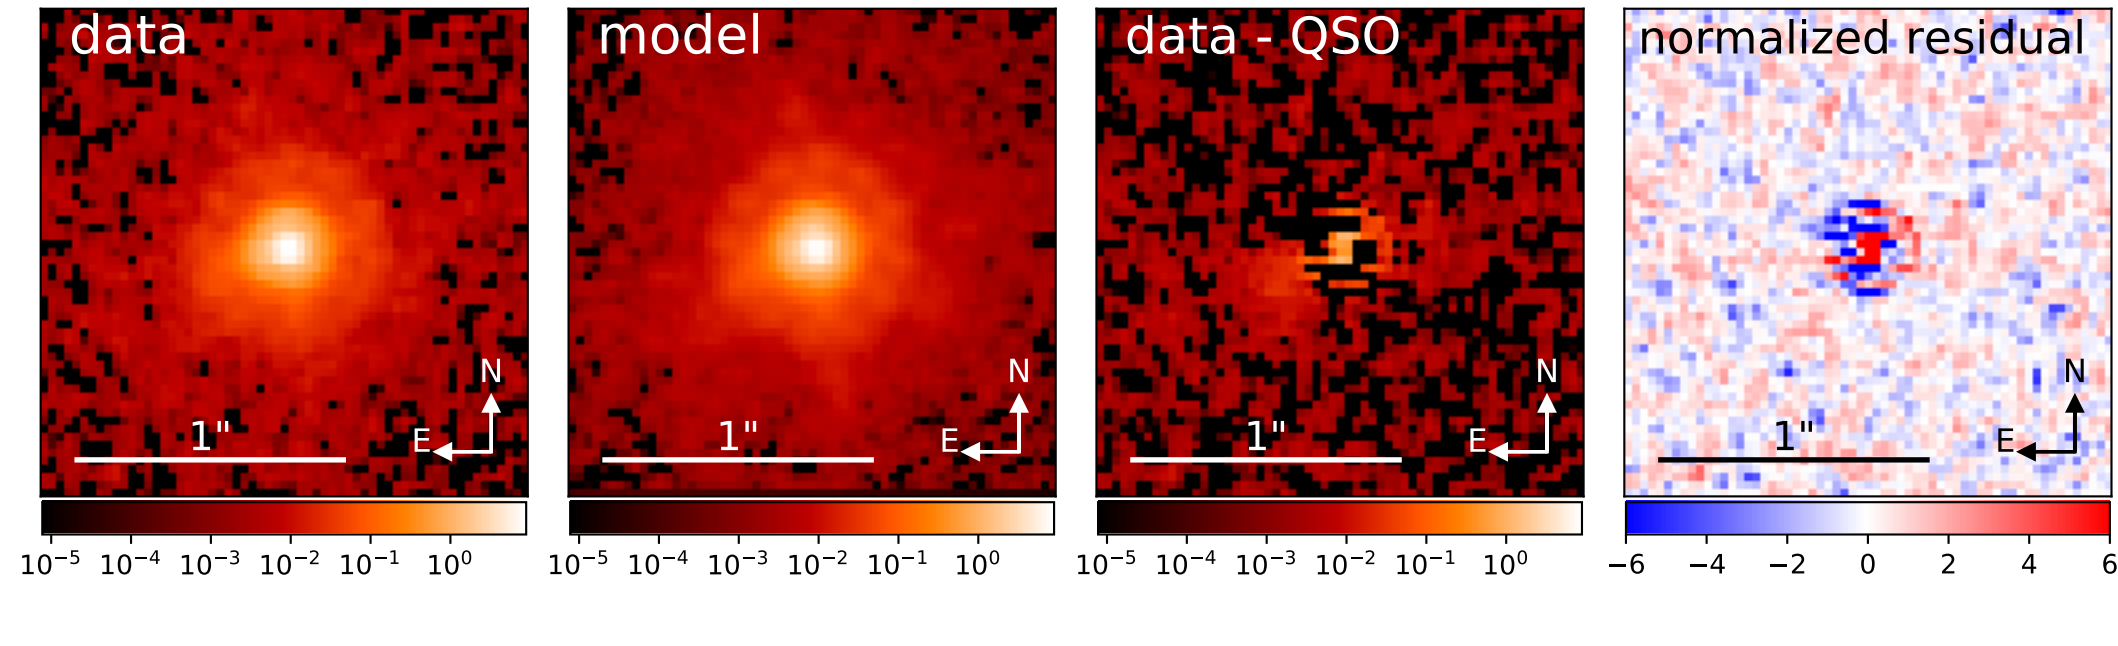 data
model
data - QSO
normalized residual
N
N
N
N
E
E
E
E
1"
1"
1"
1"
10⁻⁵ 10⁻⁴ 10⁻³ 10⁻² 10⁻¹ 10⁰
10⁻⁵ 10⁻⁴ 10⁻³ 10⁻² 10⁻¹ 10⁰
10⁻⁵ 10⁻⁴ 10⁻³ 10⁻² 10⁻¹ 10⁰
−6 −4 −2 0 2 4 6